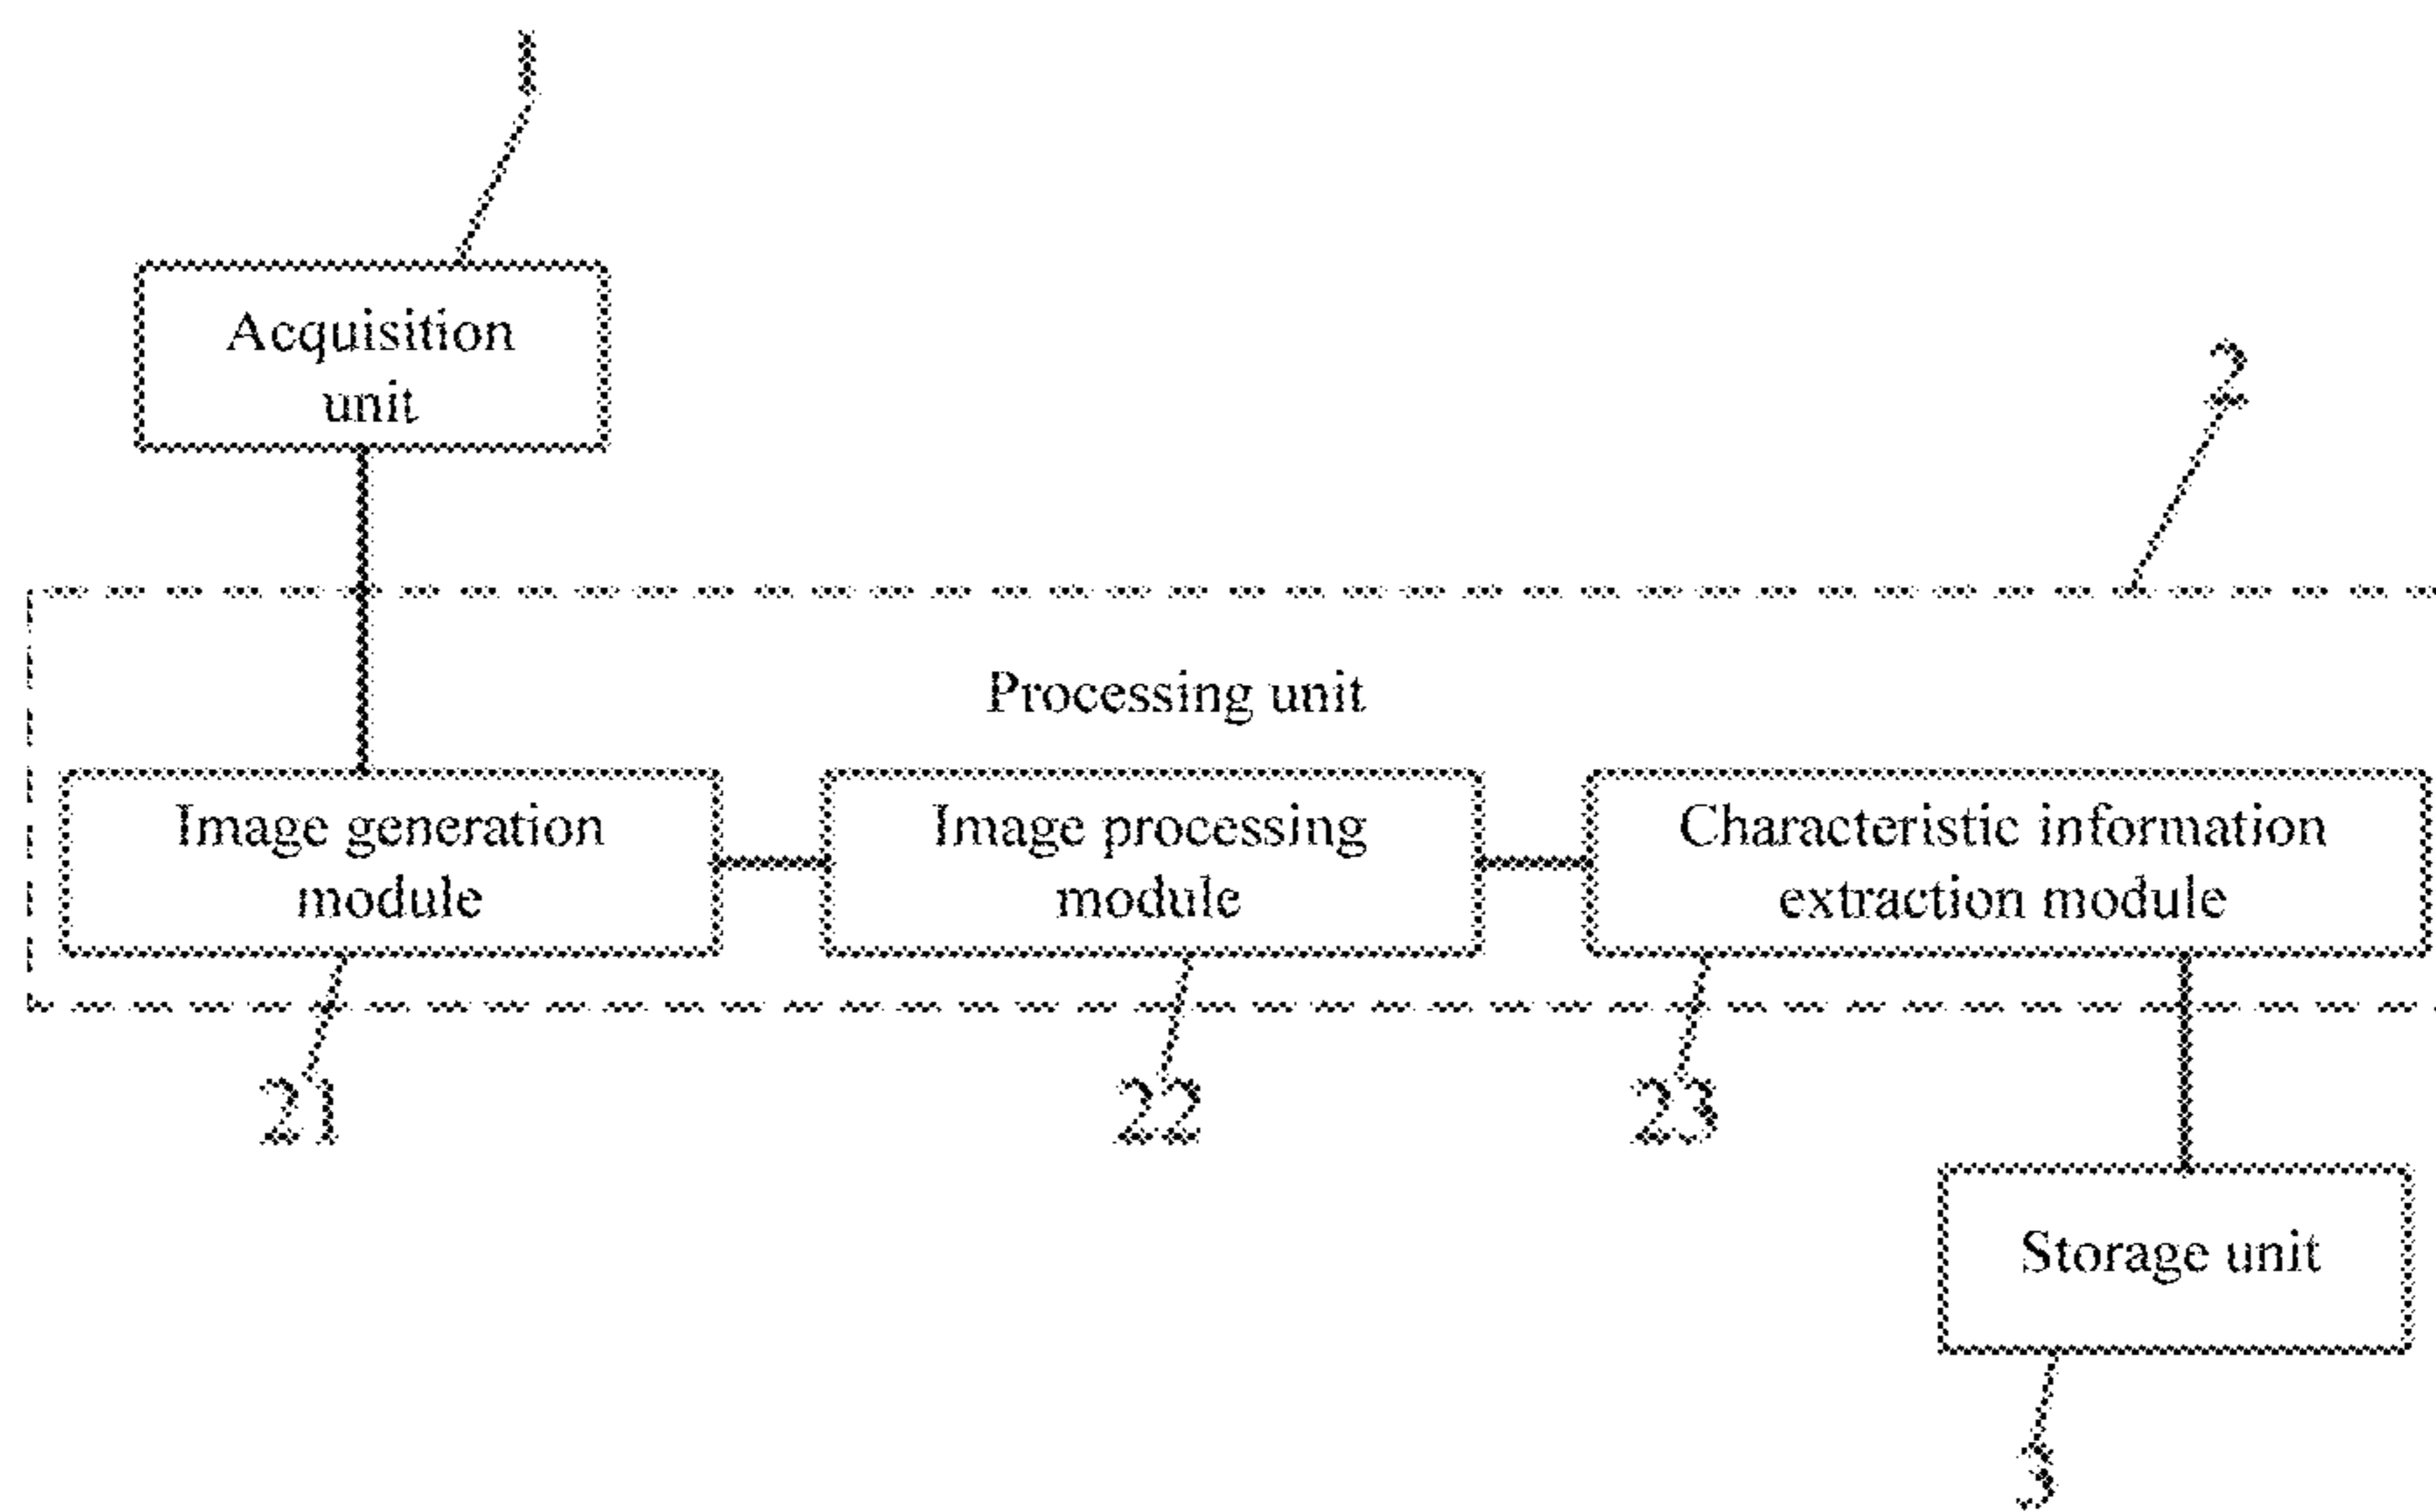 1
Acquisition
unit
2
Processing unit
Image generation
module
Image processing
module
Characteristic information
extraction module
21
22
23
Storage unit
3